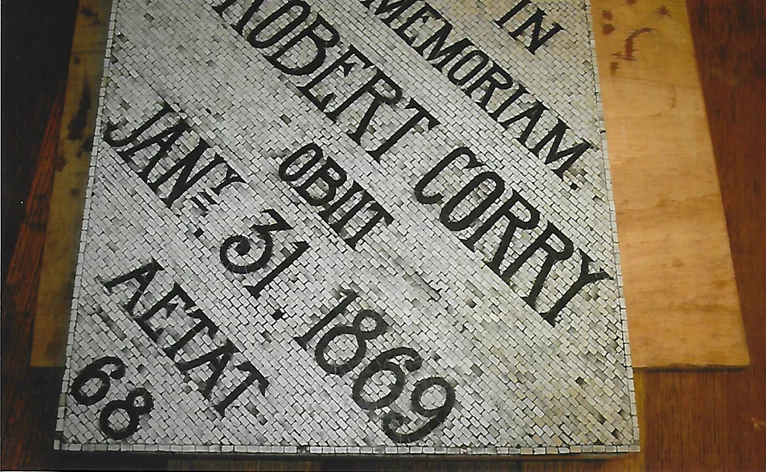 IN
MEMORIAM.
ROBERT CORRY
OBIIT
JANY. 31. 1869
AETAT
68